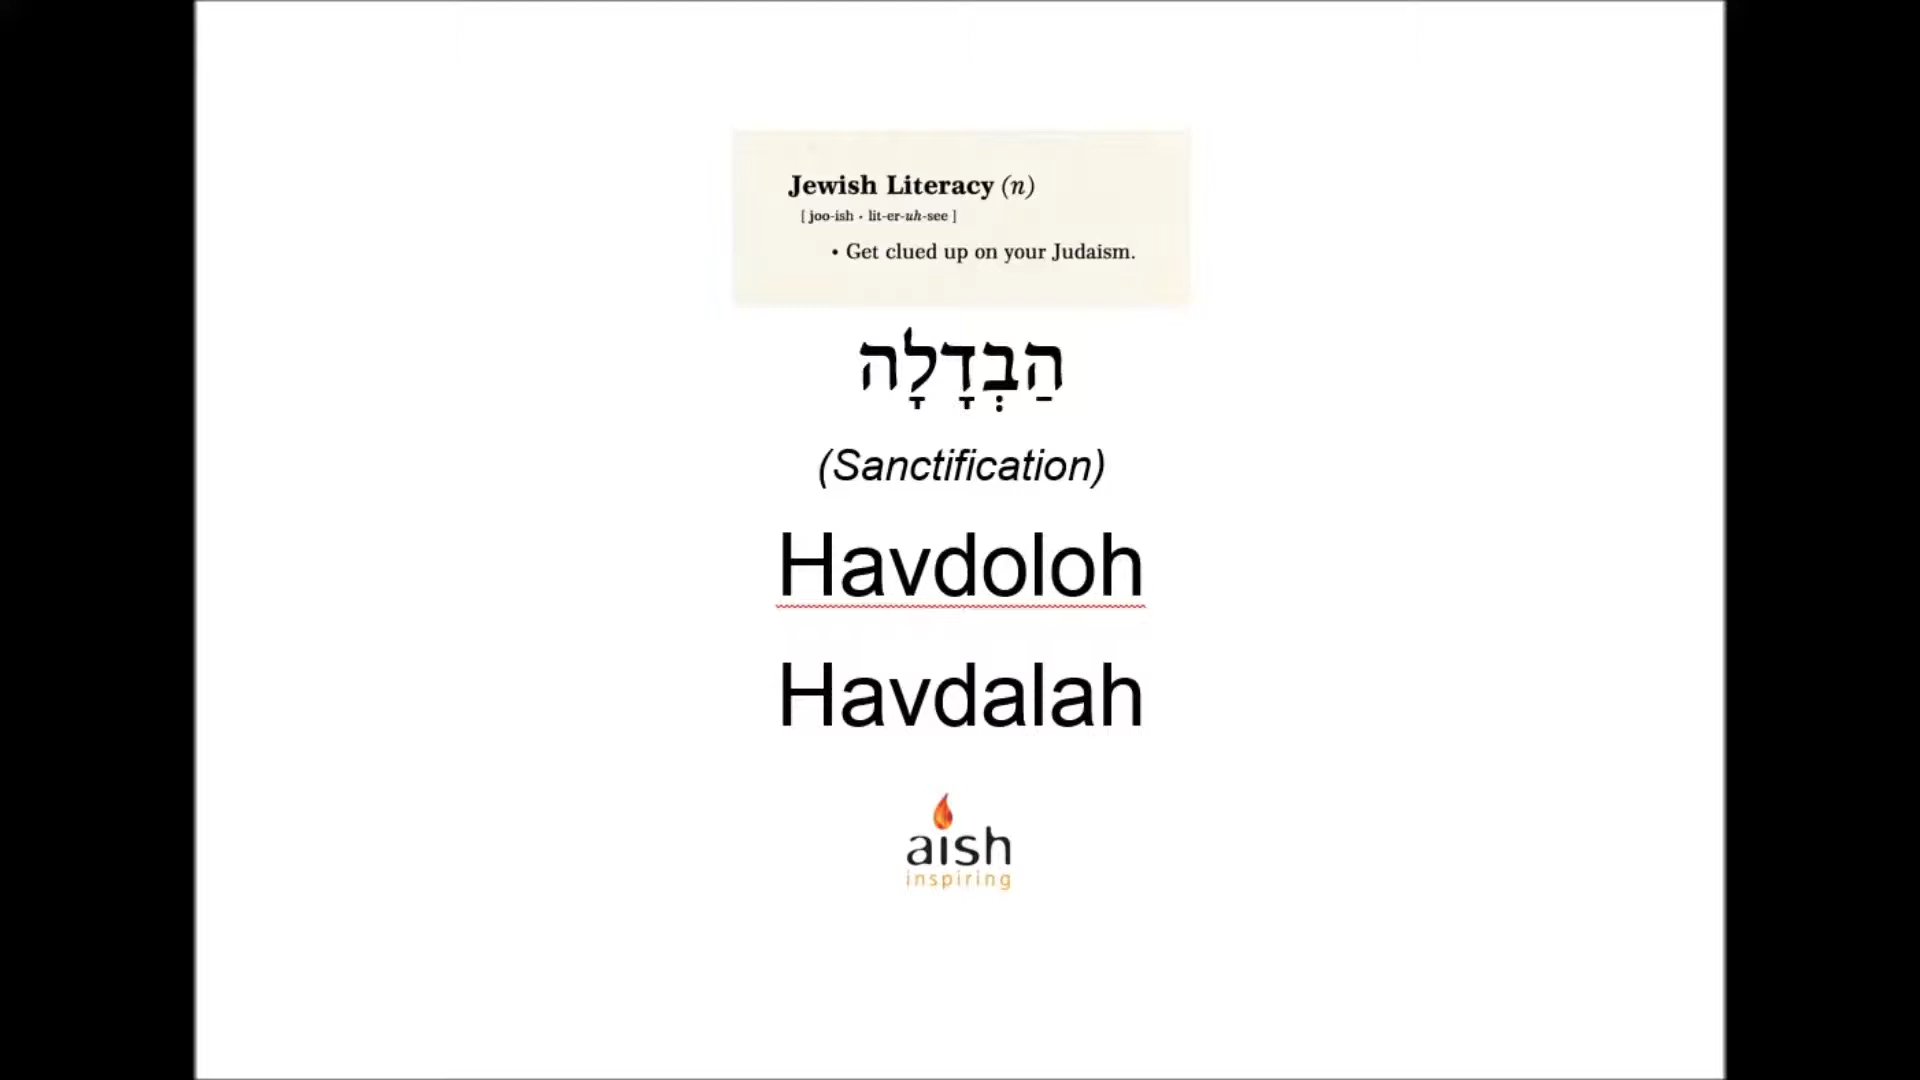 Jewish Literacy (n)
[ joo-ish · lit-er-uh-see ]
• Get clued up on your Judaism.
הַבְדָלָה
(Sanctification)
Havdoloh
Havdalah
aish
inspiring